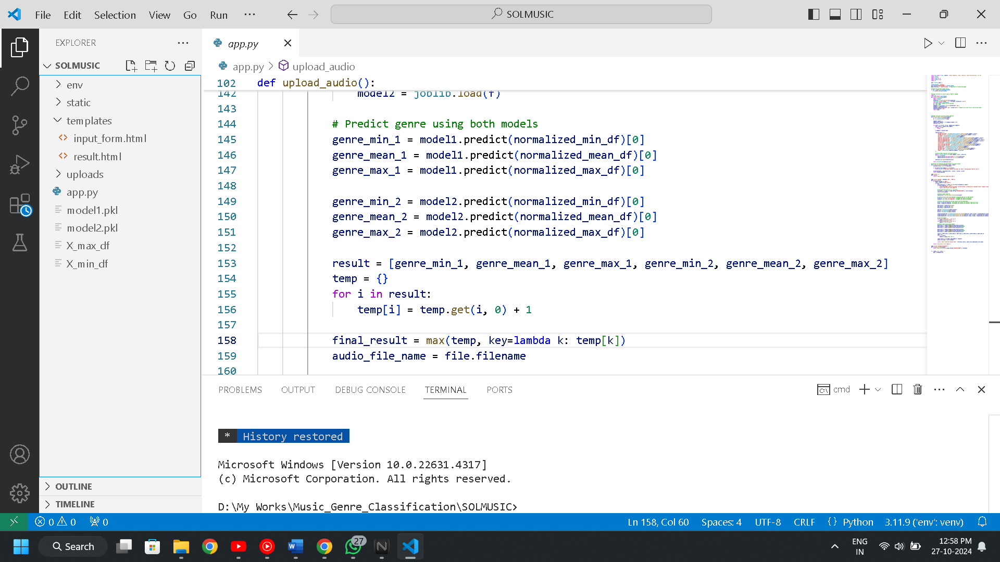 File Edit Selection View Go Run ··· SOLMUSIC
EXPLORER ···
SOLMUSIC
env
static
templates
input_form.html
result.html
uploads
app.py
model1.pkl
model2.pkl
X_max_df
X_min_df
OUTLINE
TIMELINE
app.py
app.py > upload_audio
102 def upload_audio():
142 model2 = joblib.load(f)
143
144 # Predict genre using both models
145 genre_min_1 = model1.predict(normalized_min_df)[0]
146 genre_mean_1 = model1.predict(normalized_mean_df)[0]
147 genre_max_1 = model1.predict(normalized_max_df)[0]
148
149 genre_min_2 = model2.predict(normalized_min_df)[0]
150 genre_mean_2 = model2.predict(normalized_mean_df)[0]
151 genre_max_2 = model2.predict(normalized_max_df)[0]
152
153 result = [genre_min_1, genre_mean_1, genre_max_1, genre_min_2, genre_mean_2, genre_max_2]
154 temp = {}
155 for i in result:
156 temp[i] = temp.get(i, 0) + 1
157
158 final_result = max(temp, key=lambda k: temp[k])
159 audio_file_name = file.filename
160
PROBLEMS OUTPUT DEBUG CONSOLE TERMINAL PORTS cmd
* History restored
Microsoft Windows [Version 10.0.22631.4317]
(c) Microsoft Corporation. All rights reserved.
D:\My Works\Music_Genre_Classification\SOLMUSIC>
0 0 0 Ln 158, Col 60 Spaces: 4 UTF-8 CRLF {} Python 3.11.9 ('env': venv)
Search 27 ENG IN 12:58 PM 27-10-2024